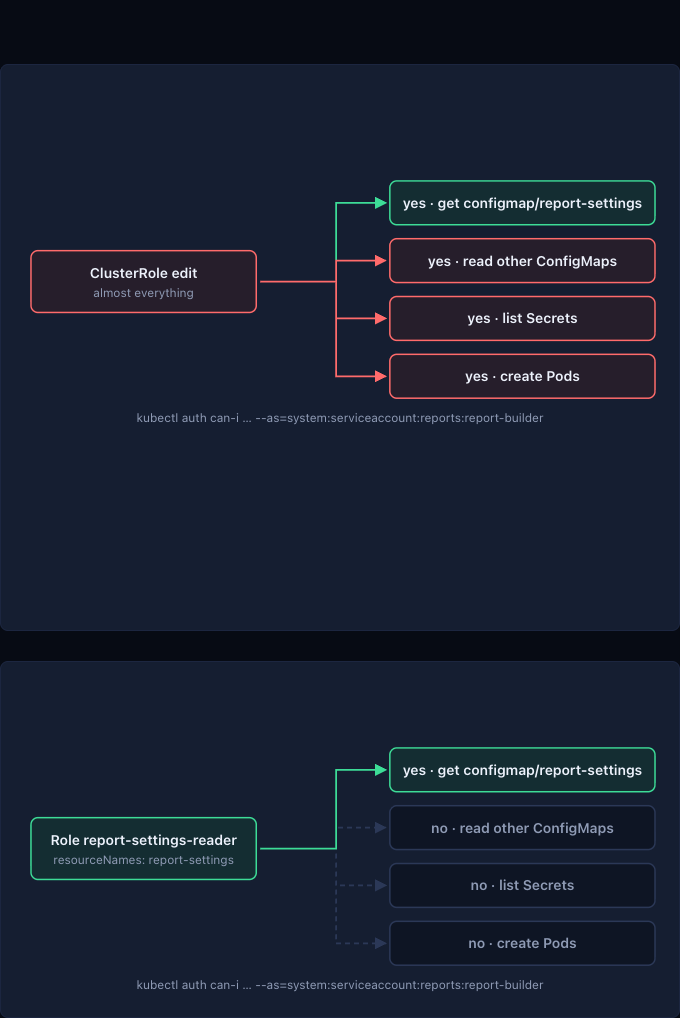 yes · get configmap/report-settings
yes · read other ConfigMaps
ClusterRole edit
almost everything
yes · list Secrets
yes · create Pods
kubectl auth can-i … --as=system:serviceaccount:reports:report-builder
yes · get configmap/report-settings
no · read other ConfigMaps
Role report-settings-reader
resourceNames: report-settings
no · list Secrets
no · create Pods
kubectl auth can-i … --as=system:serviceaccount:reports:report-builder